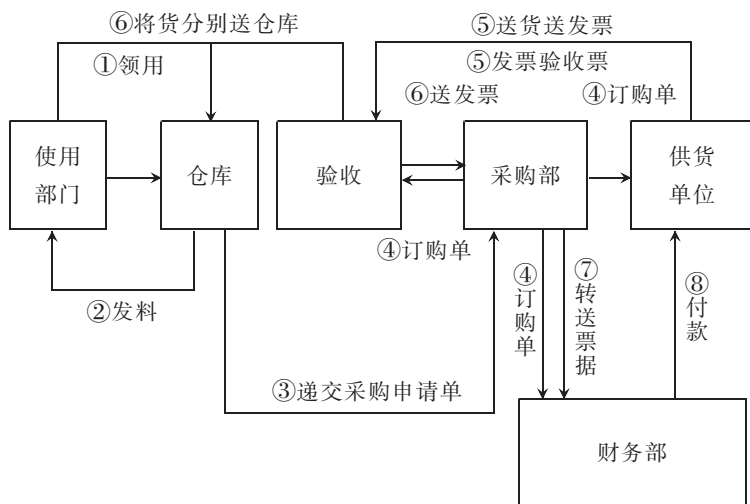 ⑥将货分别送仓库
⑤送货送发票
①领用
⑤发票验收票
⑥送发票
④订购单
使用
部门
仓库
验收
采购部
供货
单位
④订购单
②发料
④订购单
⑦转送票据
⑧付款
③递交采购申请单
财务部